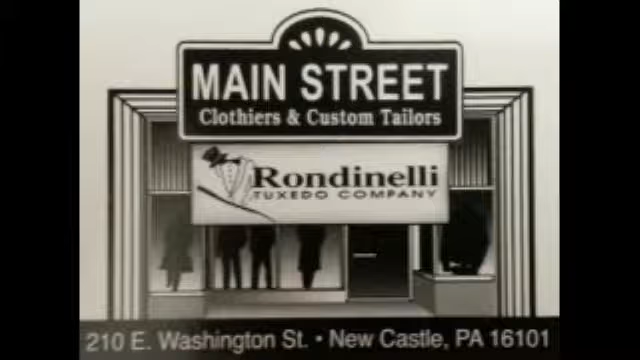 MAIN STREET
Clothiers & Custom Tailors
Rondinelli
TUXEDO COMPANY
210 E. Washington St. • New Castle, PA 16101